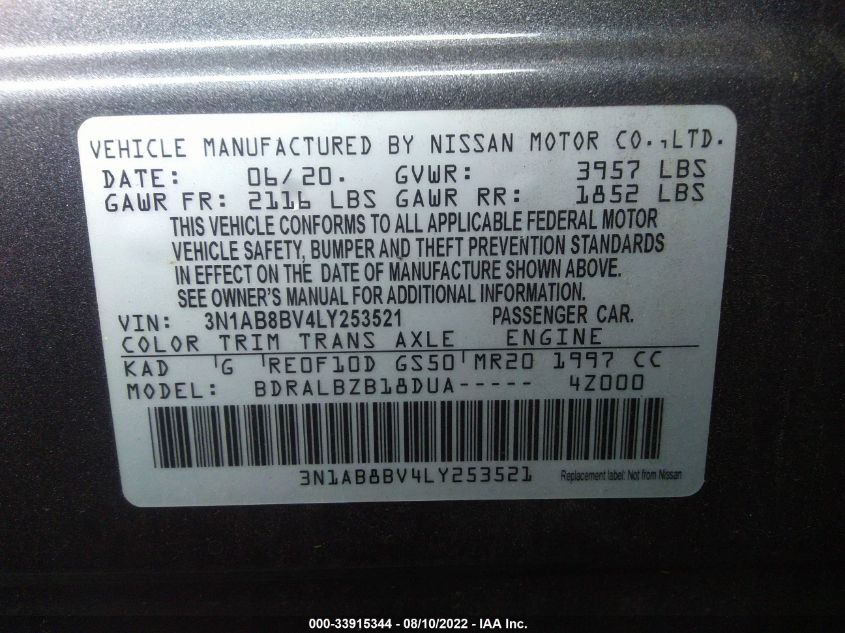 VEHICLE MANUFACTURED BY NISSAN MOTOR CO.,LTD.
DATE: 06/20. GVWR: 3957 LBS
GAWR FR: 2116 LBS GAWR RR: 1852 LBS
THIS VEHICLE CONFORMS TO ALL APPLICABLE FEDERAL MOTOR
VEHICLE SAFETY, BUMPER AND THEFT PREVENTION STANDARDS
IN EFFECT ON THE DATE OF MANUFACTURE SHOWN ABOVE.
SEE OWNER'S MANUAL FOR ADDITIONAL INFORMATION.
VIN: 3N1AB8BV4LY253521 PASSENGER CAR.
COLOR TRIM TRANS AXLE ENGINE
KAD G RE0F10D GS50 MR20 1997 CC
MODEL: BDRALBZB18DUA----- 4Z000
3N1AB8BV4LY253521 Replacement label: Not from Nissan
000-33915344 - 08/10/2022 - IAA Inc.